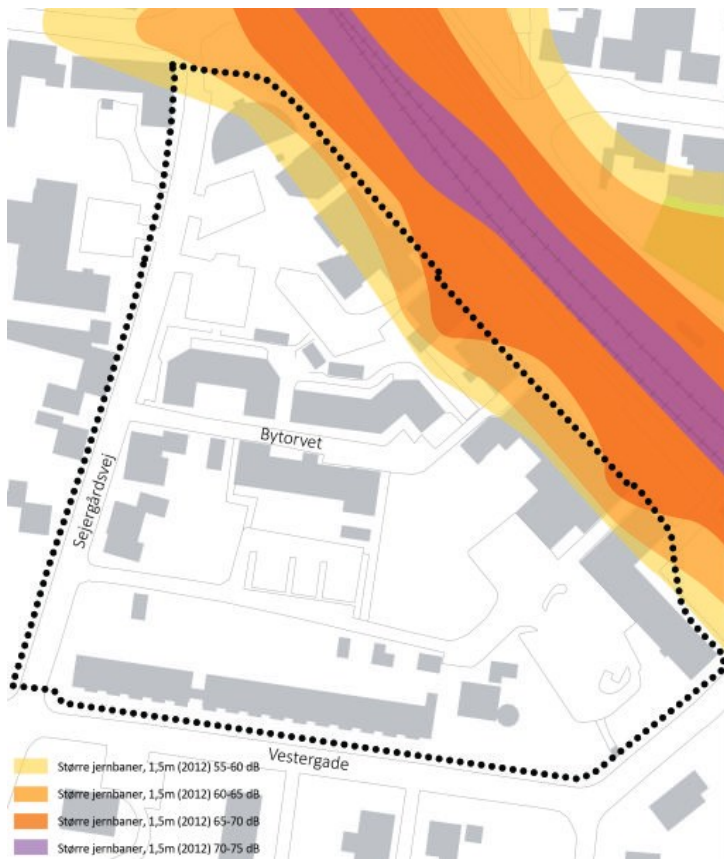 Bytorvet
Sejergårdsvej
Vestergade
Større jernbaner, 1,5m (2012) 55-60 dB
Større jernbaner, 1,5m (2012) 60-65 dB
Større jernbaner, 1,5m (2012) 65-70 dB
Større jernbaner, 1,5m (2012) 70-75 dB